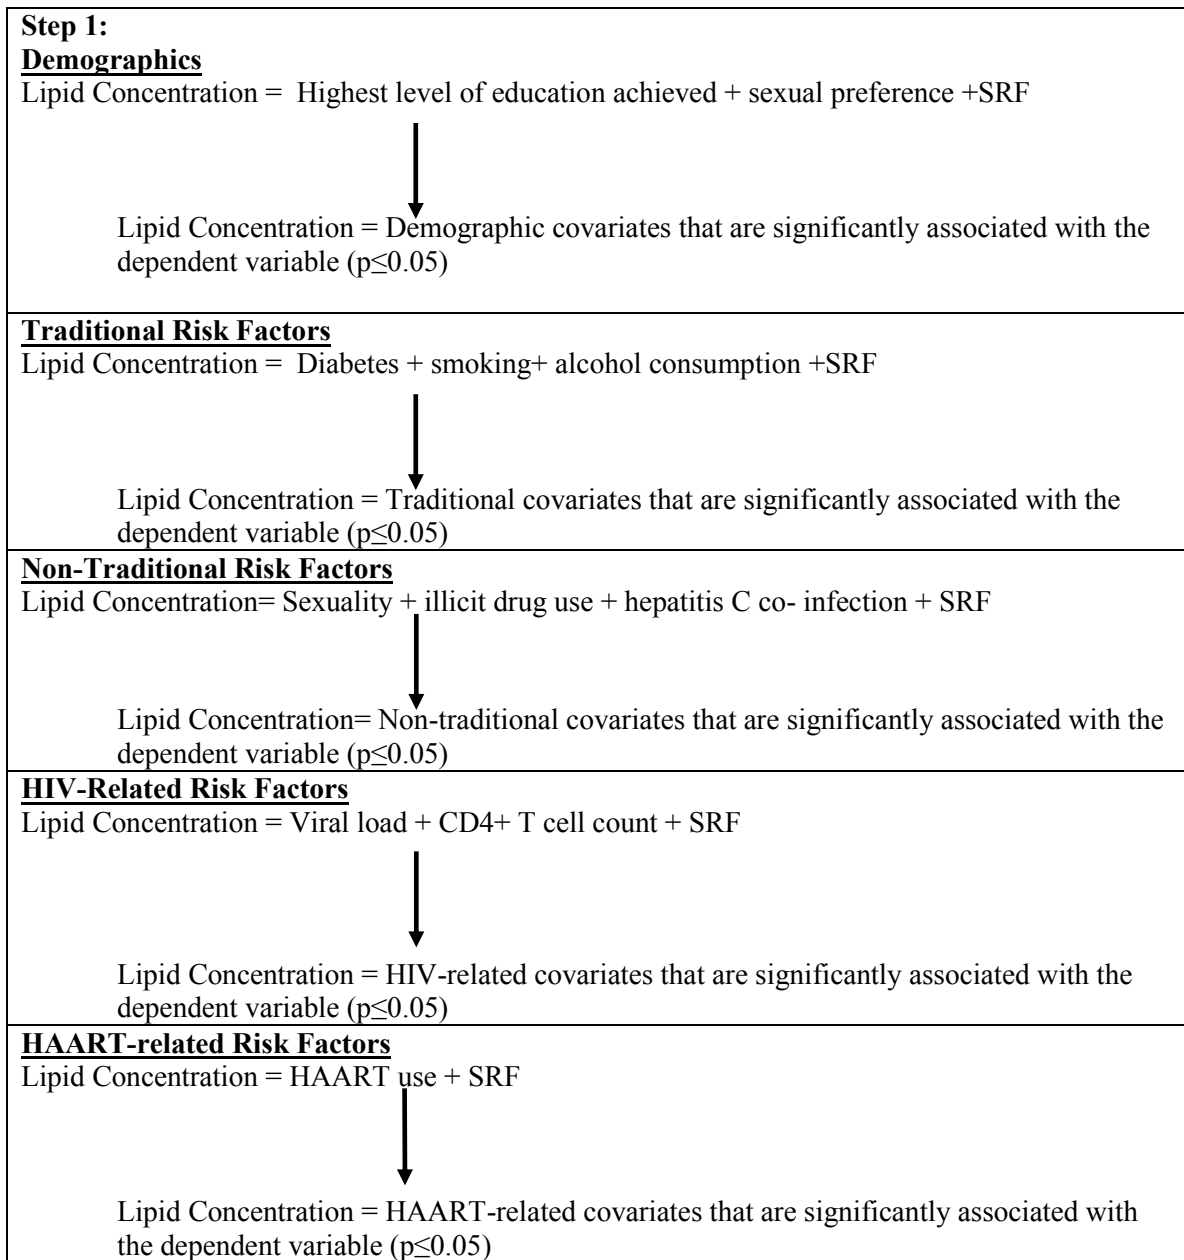 Step 1:
Demographics
Lipid Concentration =  Highest level of education achieved + sexual preference +SRF
Lipid Concentration = Demographic covariates that are significantly associated with the
dependent variable (p≤0.05)
Traditional Risk Factors
Lipid Concentration =  Diabetes + smoking+ alcohol consumption +SRF
Lipid Concentration = Traditional covariates that are significantly associated with the
dependent variable (p≤0.05)
Non-Traditional Risk Factors
Lipid Concentration= Sexuality + illicit drug use + hepatitis C co- infection + SRF
Lipid Concentration= Non-traditional covariates that are significantly associated with the
dependent variable (p≤0.05)
HIV-Related Risk Factors
Lipid Concentration = Viral load + CD4+ T cell count + SRF
Lipid Concentration = HIV-related covariates that are significantly associated with the
dependent variable (p≤0.05)
HAART-related Risk Factors
Lipid Concentration = HAART use + SRF
Lipid Concentration = HAART-related covariates that are significantly associated with
the dependent variable (p≤0.05)